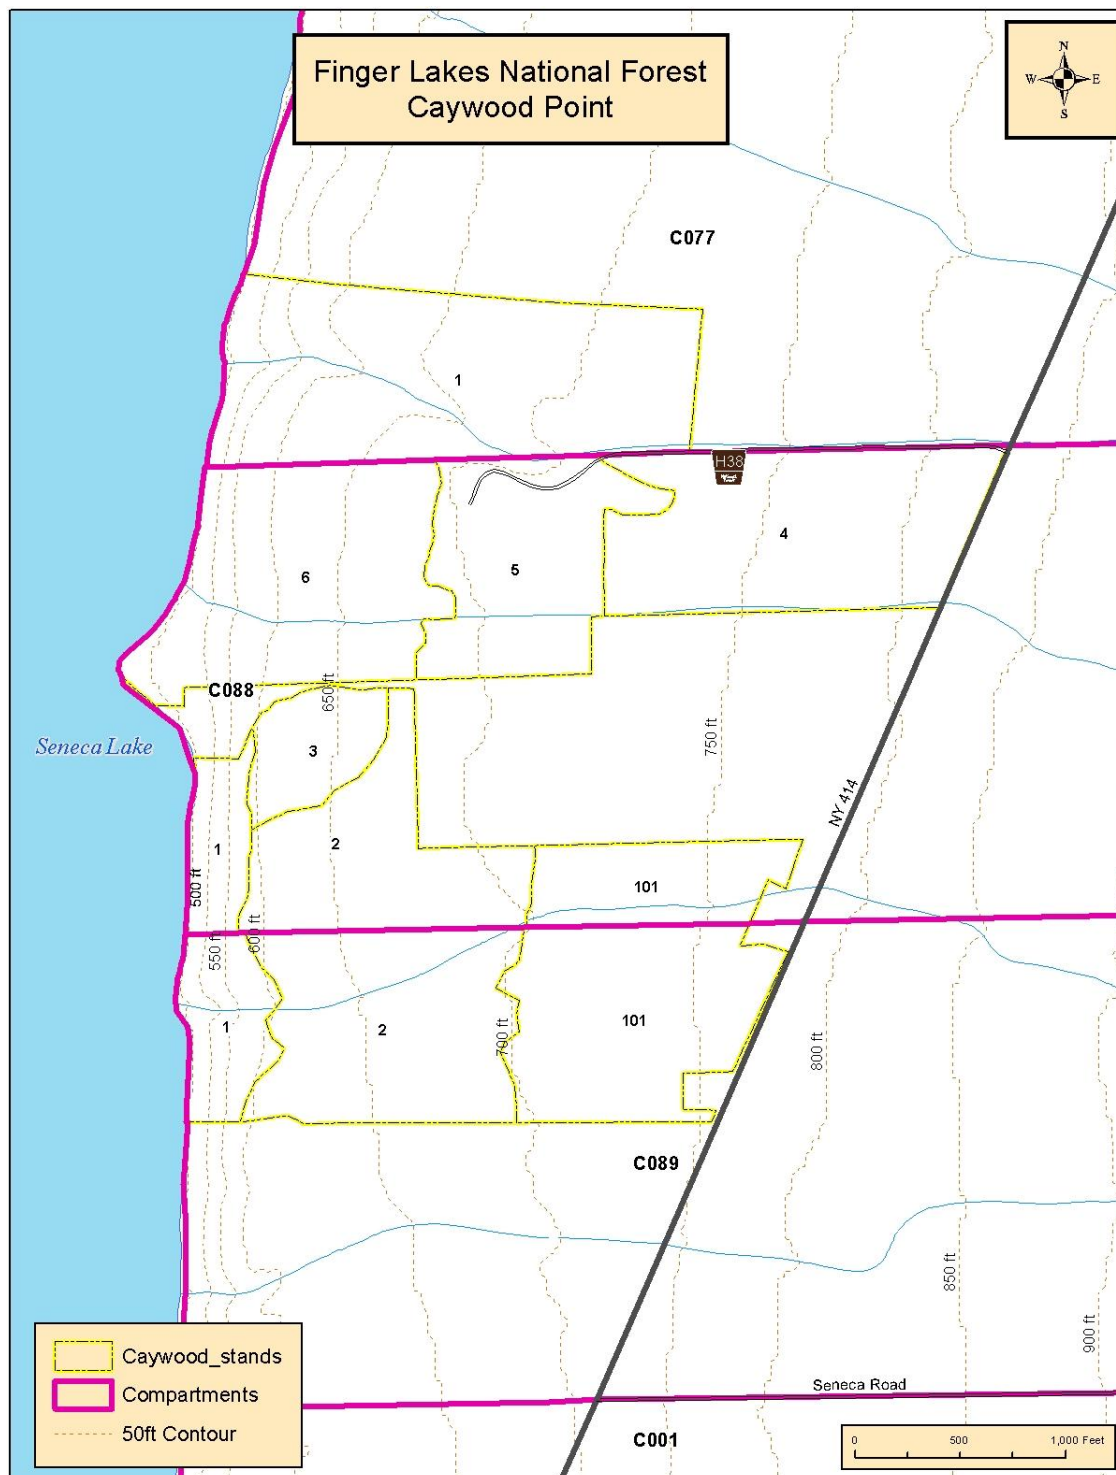 Finger Lakes National Forest
Caywood Point
N
W
E
S
C077
1
H38
4
6
5
C088
650 ft
Seneca Lake
3
750 ft
NY 414
1
2
500 ft
101
550 ft
600 ft
1
2
700 ft
101
800 ft
C089
850 ft
900 ft
Caywood_stands
Compartments
50ft Contour
Seneca Road
C001
0 500 1,000 Feet